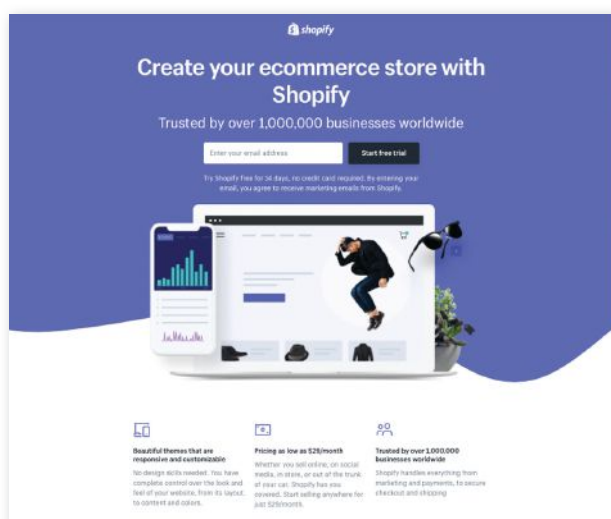 shopify
Create your ecommerce store with
Shopify
Trusted by over 1,000,000 businesses worldwide
Enter your email address
Start free trial
Try Shopify free for 14 days, no credit card required. By entering your
email, you agree to receive marketing emails from Shopify.
Beautiful themes that are
responsive and customizable
No design skills needed. You have
complete control over the look and
feel of your website, from its layout,
to content and colors.
Pricing as low as $29/month
Whether you sell online, on social
media, in store, or out of the trunk
of your car. Shopify has you
covered. Start selling anywhere for
just $29/month.
Trusted by over 1,000,000
businesses worldwide
Shopify handles everything from
marketing and payments, to secure
checkout and shipping